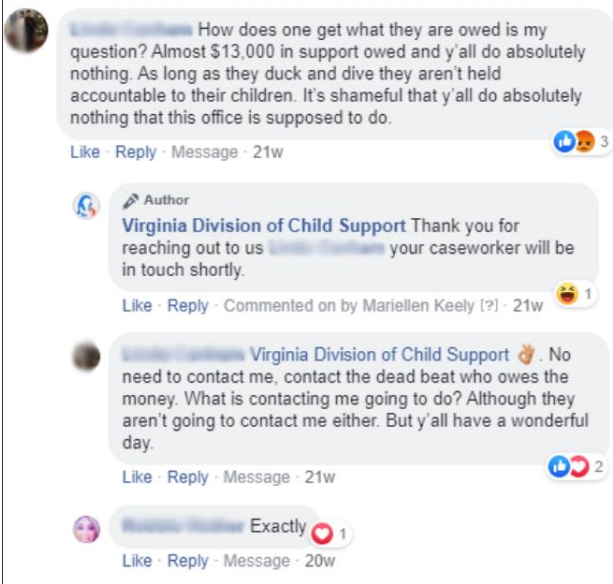 How does one get what they are owed is my
question? Almost $13,000 in support owed and y'all do absolutely
nothing. As long as they duck and dive they aren't held
accountable to their children. It's shameful that y'all do absolutely
nothing that this office is supposed to do.
3
Like · Reply · Message · 21w
Author
Virginia Division of Child Support Thank you for
reaching out to us your caseworker will be
in touch shortly.
1
Like · Reply · Commented on by Mariellen Keely [?] · 21w
Virginia Division of Child Support 👌. No
need to contact me, contact the dead beat who owes the
money. What is contacting me going to do? Although they
aren't going to contact me either. But y'all have a wonderful
day.
2
Like · Reply · Message · 21w
Exactly
1
Like · Reply · Message · 20w